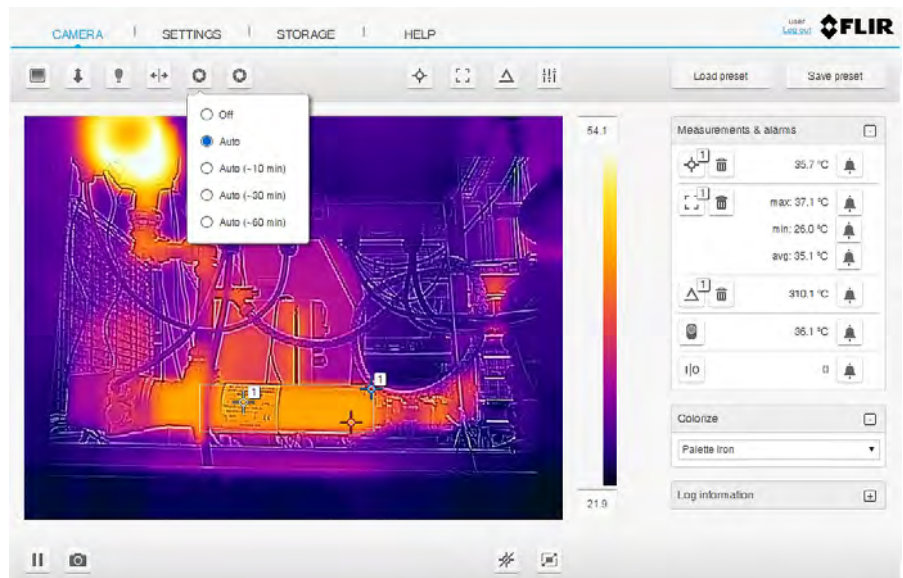 CAMERA SETTINGS STORAGE HELP
user
Log out
FLIR
Load preset Save preset
Off
Auto
Auto (~10 min)
Auto (~30 min)
Auto (~60 min)
54.1
21.9
Measurements & alarms
1 35.7 °C
1 max: 37.1 °C
min: 26.0 °C
avg: 35.1 °C
1 310.1 °C
36.1 °C
I|O 0
Colorize
Palette Iron
Log information
1
1